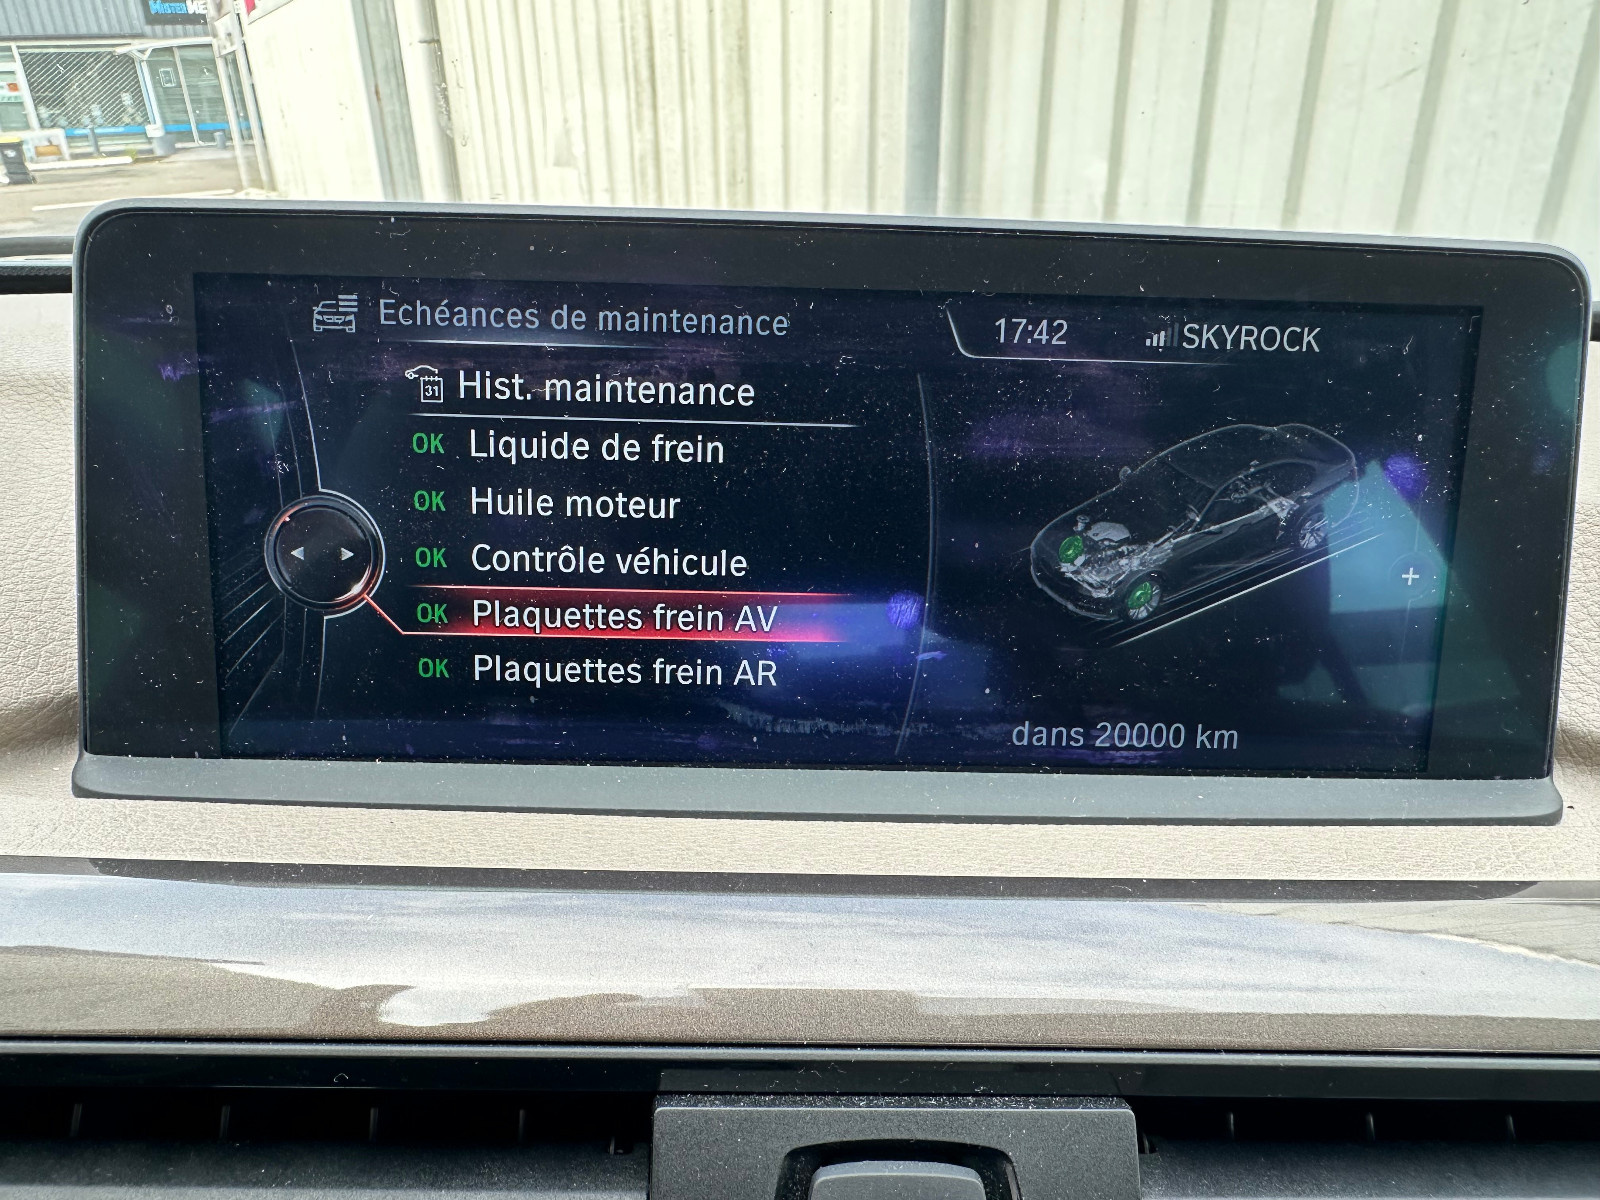 Echéances de maintenance
17:42
SKYROCK
31 Hist. maintenance
OK Liquide de frein
OK Huile moteur
OK Contrôle véhicule
OK Plaquettes frein AV
OK Plaquettes frein AR
+
dans 20000 km